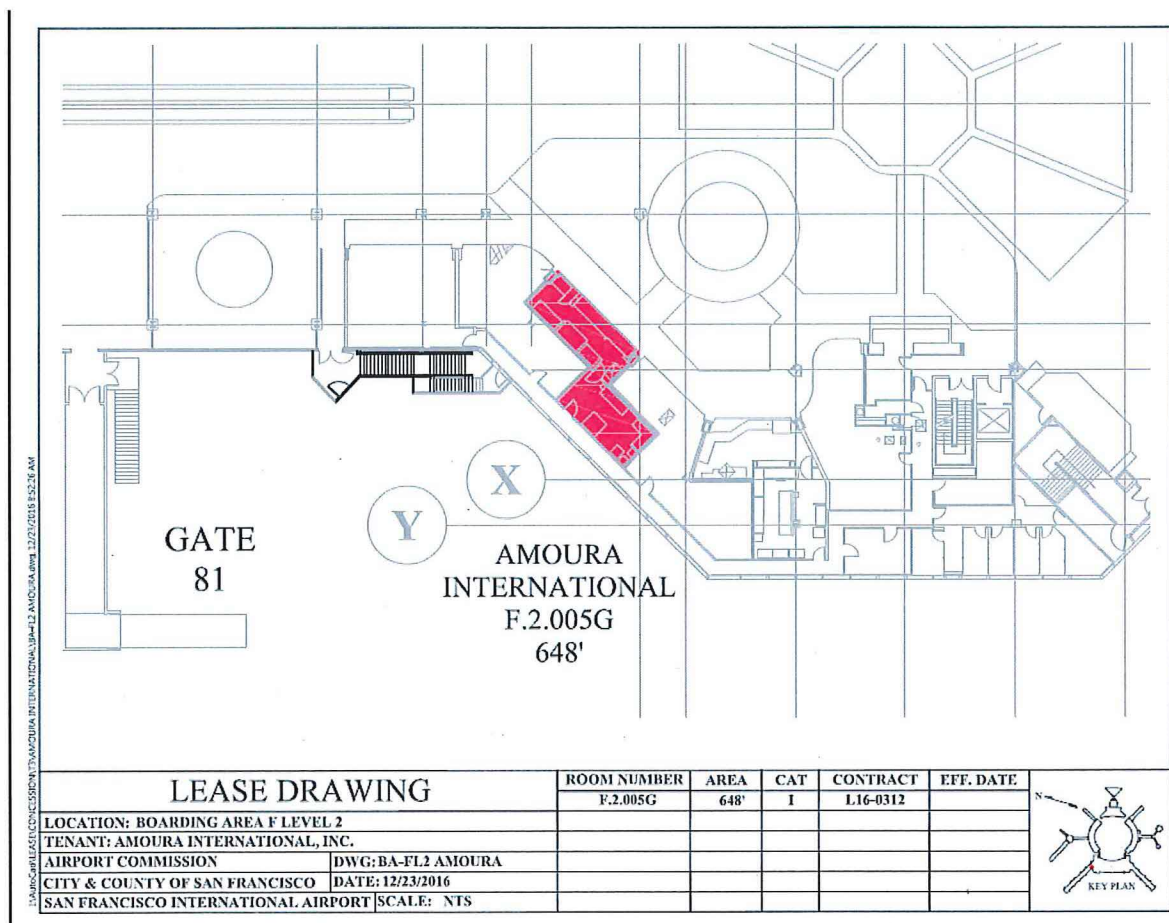 X
Y
GATE
81
AMOURA
INTERNATIONAL
F.2.005G
648'
LEASE DRAWING
LOCATION: BOARDING AREA F LEVEL 2
TENANT: AMOURA INTERNATIONAL, INC.
AIRPORT COMMISSION DWG: BA-FL2 AMOURA
CITY & COUNTY OF SAN FRANCISCO DATE: 12/23/2016
SAN FRANCISCO INTERNATIONAL AIRPORT SCALE: NTS
ROOM NUMBER AREA CAT CONTRACT EFF. DATE
F.2.005G 648' I L16-0312
N
KEY PLAN